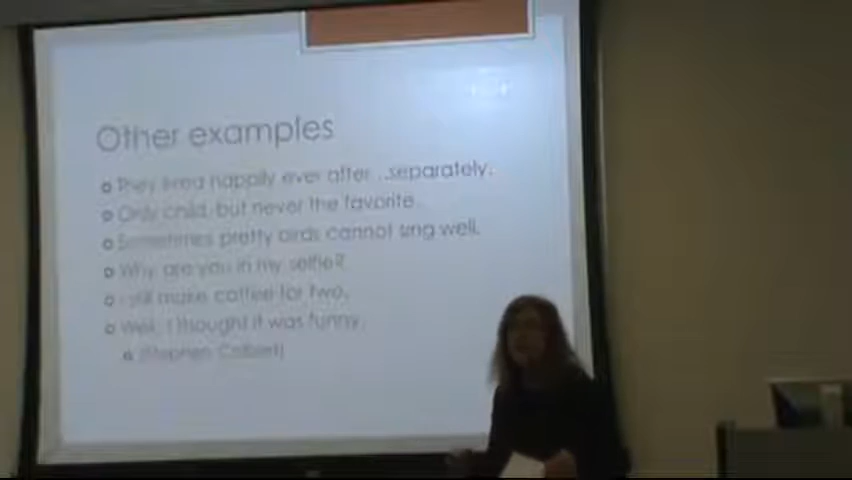 Other examples
They lived happily ever after...separately.
Only child, but never the favorite.
Sometimes pretty birds cannot sing well.
Why are you in my selfie?
I still make coffee for two.
Well, I thought it was funny.
(Stephen Colbert)